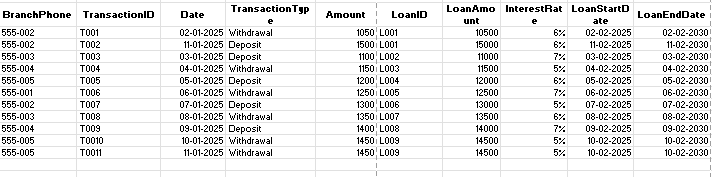 BranchPhone TransactionID Date TransactionType Amount LoanID LoanAmount InterestRate LoanStartDate LoanEndDate
555-002 T001 02-01-2025 Withdrawal 1050 L001 10500 6% 02-02-2025 02-02-2030
555-002 T002 11-01-2025 Deposit 1500 L001 15000 6% 11-02-2025 11-02-2030
555-003 T003 03-01-2025 Deposit 1100 L002 11000 7% 03-02-2025 03-02-2030
555-004 T004 04-01-2025 Withdrawal 1150 L003 11500 5% 04-02-2025 04-02-2030
555-005 T005 05-01-2025 Deposit 1200 L004 12000 6% 05-02-2025 05-02-2030
555-001 T006 06-01-2025 Withdrawal 1250 L005 12500 7% 06-02-2025 06-02-2030
555-002 T007 07-01-2025 Deposit 1300 L006 13000 5% 07-02-2025 07-02-2030
555-003 T008 08-01-2025 Withdrawal 1350 L007 13500 6% 08-02-2025 08-02-2030
555-004 T009 09-01-2025 Deposit 1400 L008 14000 7% 09-02-2025 09-02-2030
555-005 T0010 10-01-2025 Withdrawal 1450 L009 14500 5% 10-02-2025 10-02-2030
555-005 T0011 11-01-2025 Withdrawal 1450 L009 14500 5% 10-02-2025 10-02-2030